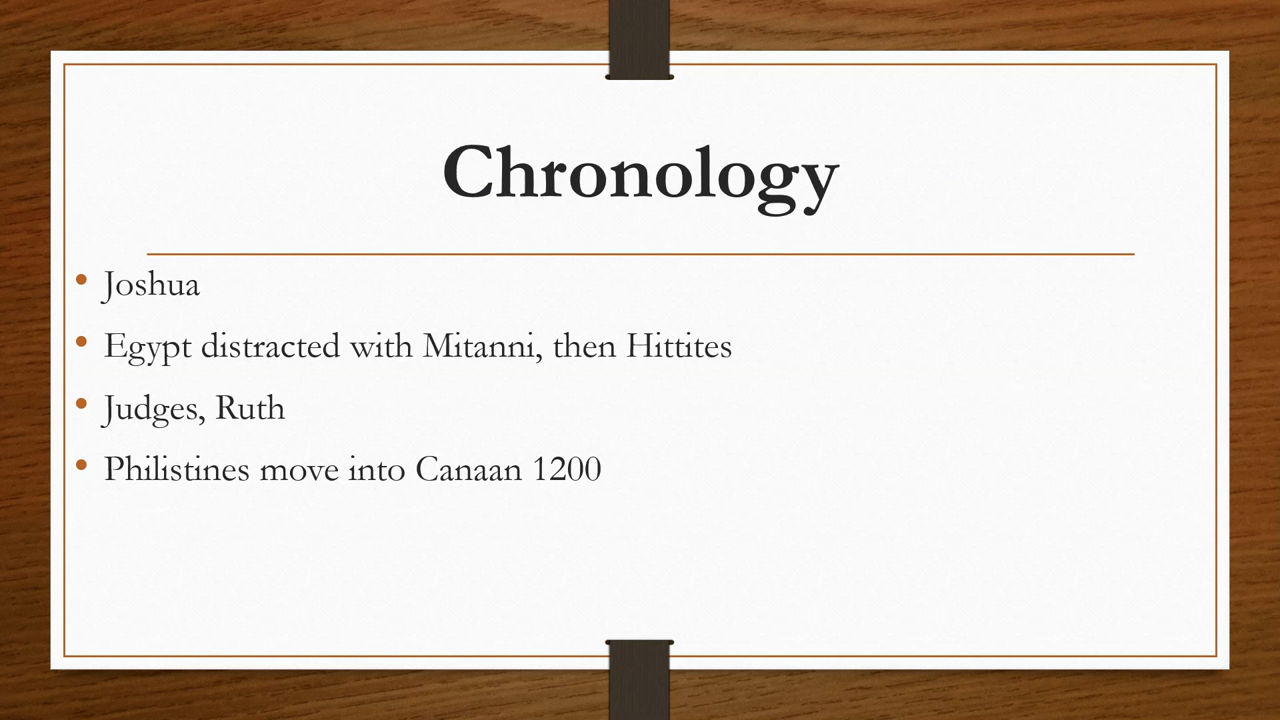 Chronology
• Joshua
• Egypt distracted with Mitanni, then Hittites
• Judges, Ruth
• Philistines move into Canaan 1200